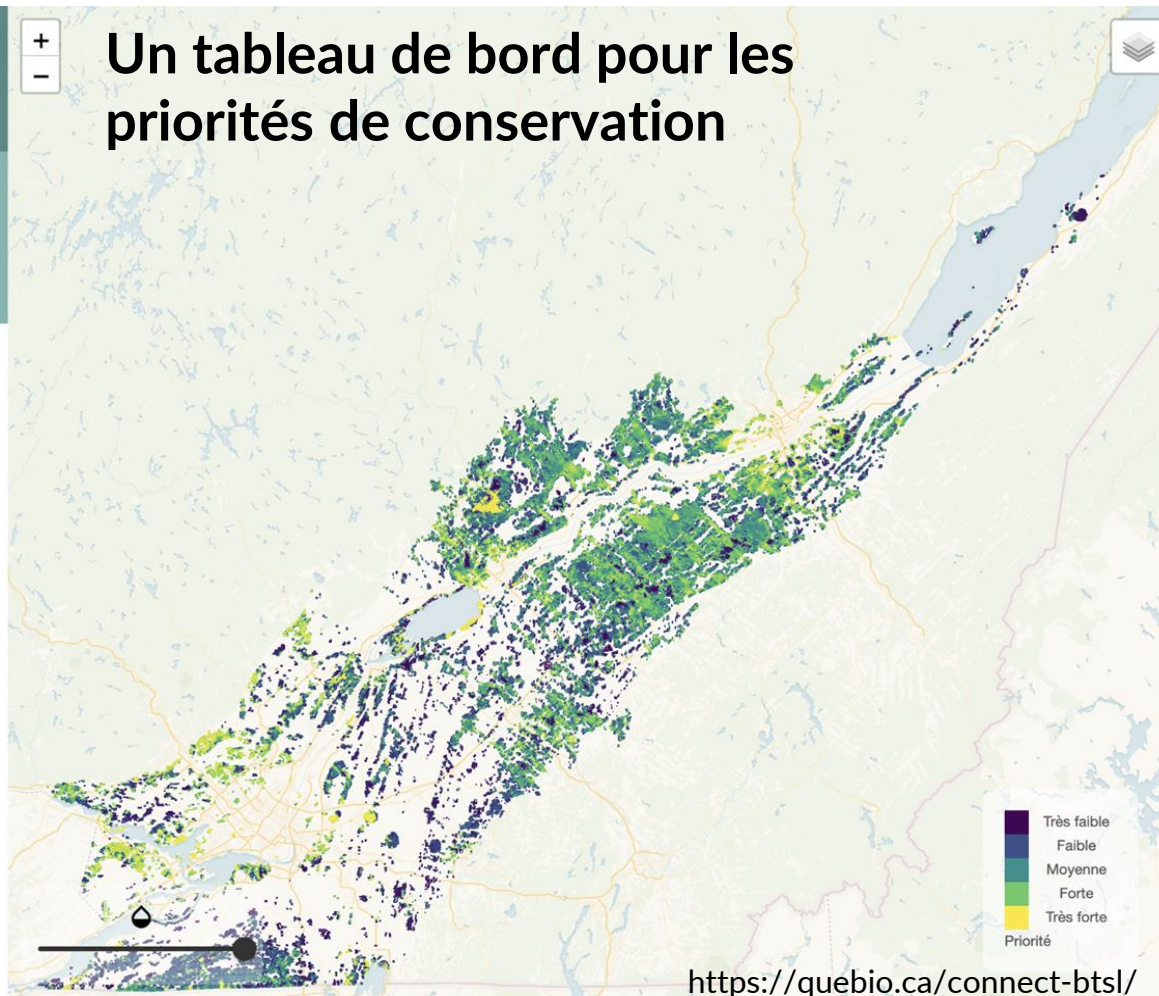 +
−
Un tableau de bord pour les
priorités de conservation
Très faible
Faible
Moyenne
Forte
Très forte
Priorité
https://quebio.ca/connect-btsl/